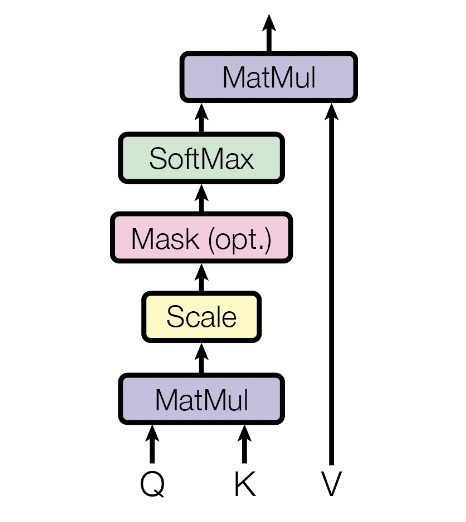 MatMul
SoftMax
Mask (opt.)
Scale
MatMul
Q K V